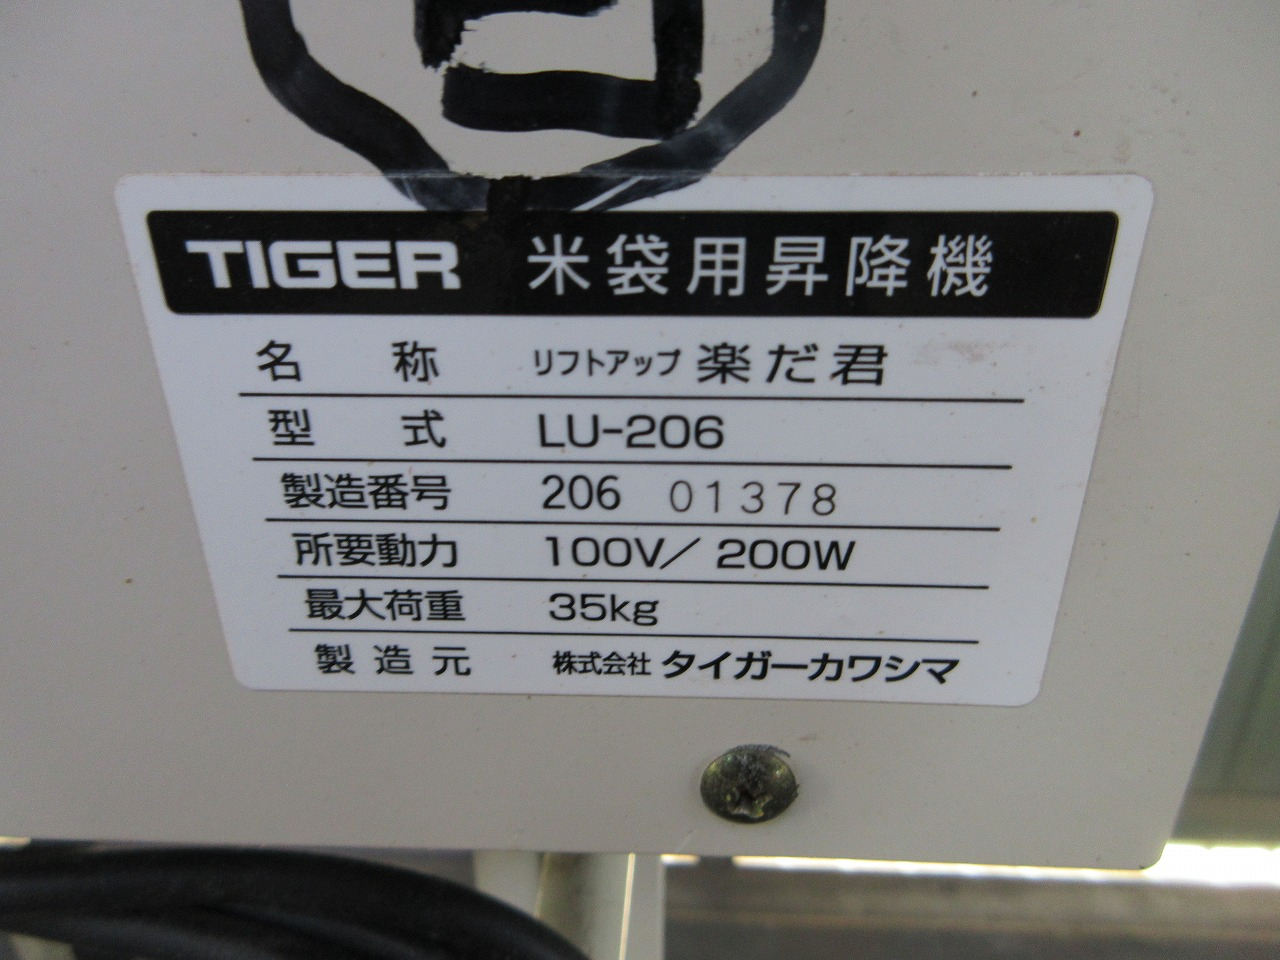 TIGER 米袋用昇降機
名 称 リフトアップ 楽だ君
型 式 LU-206
製造番号 206 01378
所要動力 100V/200W
最大荷重 35kg
製造元 株式会社 タイガーカワシマ